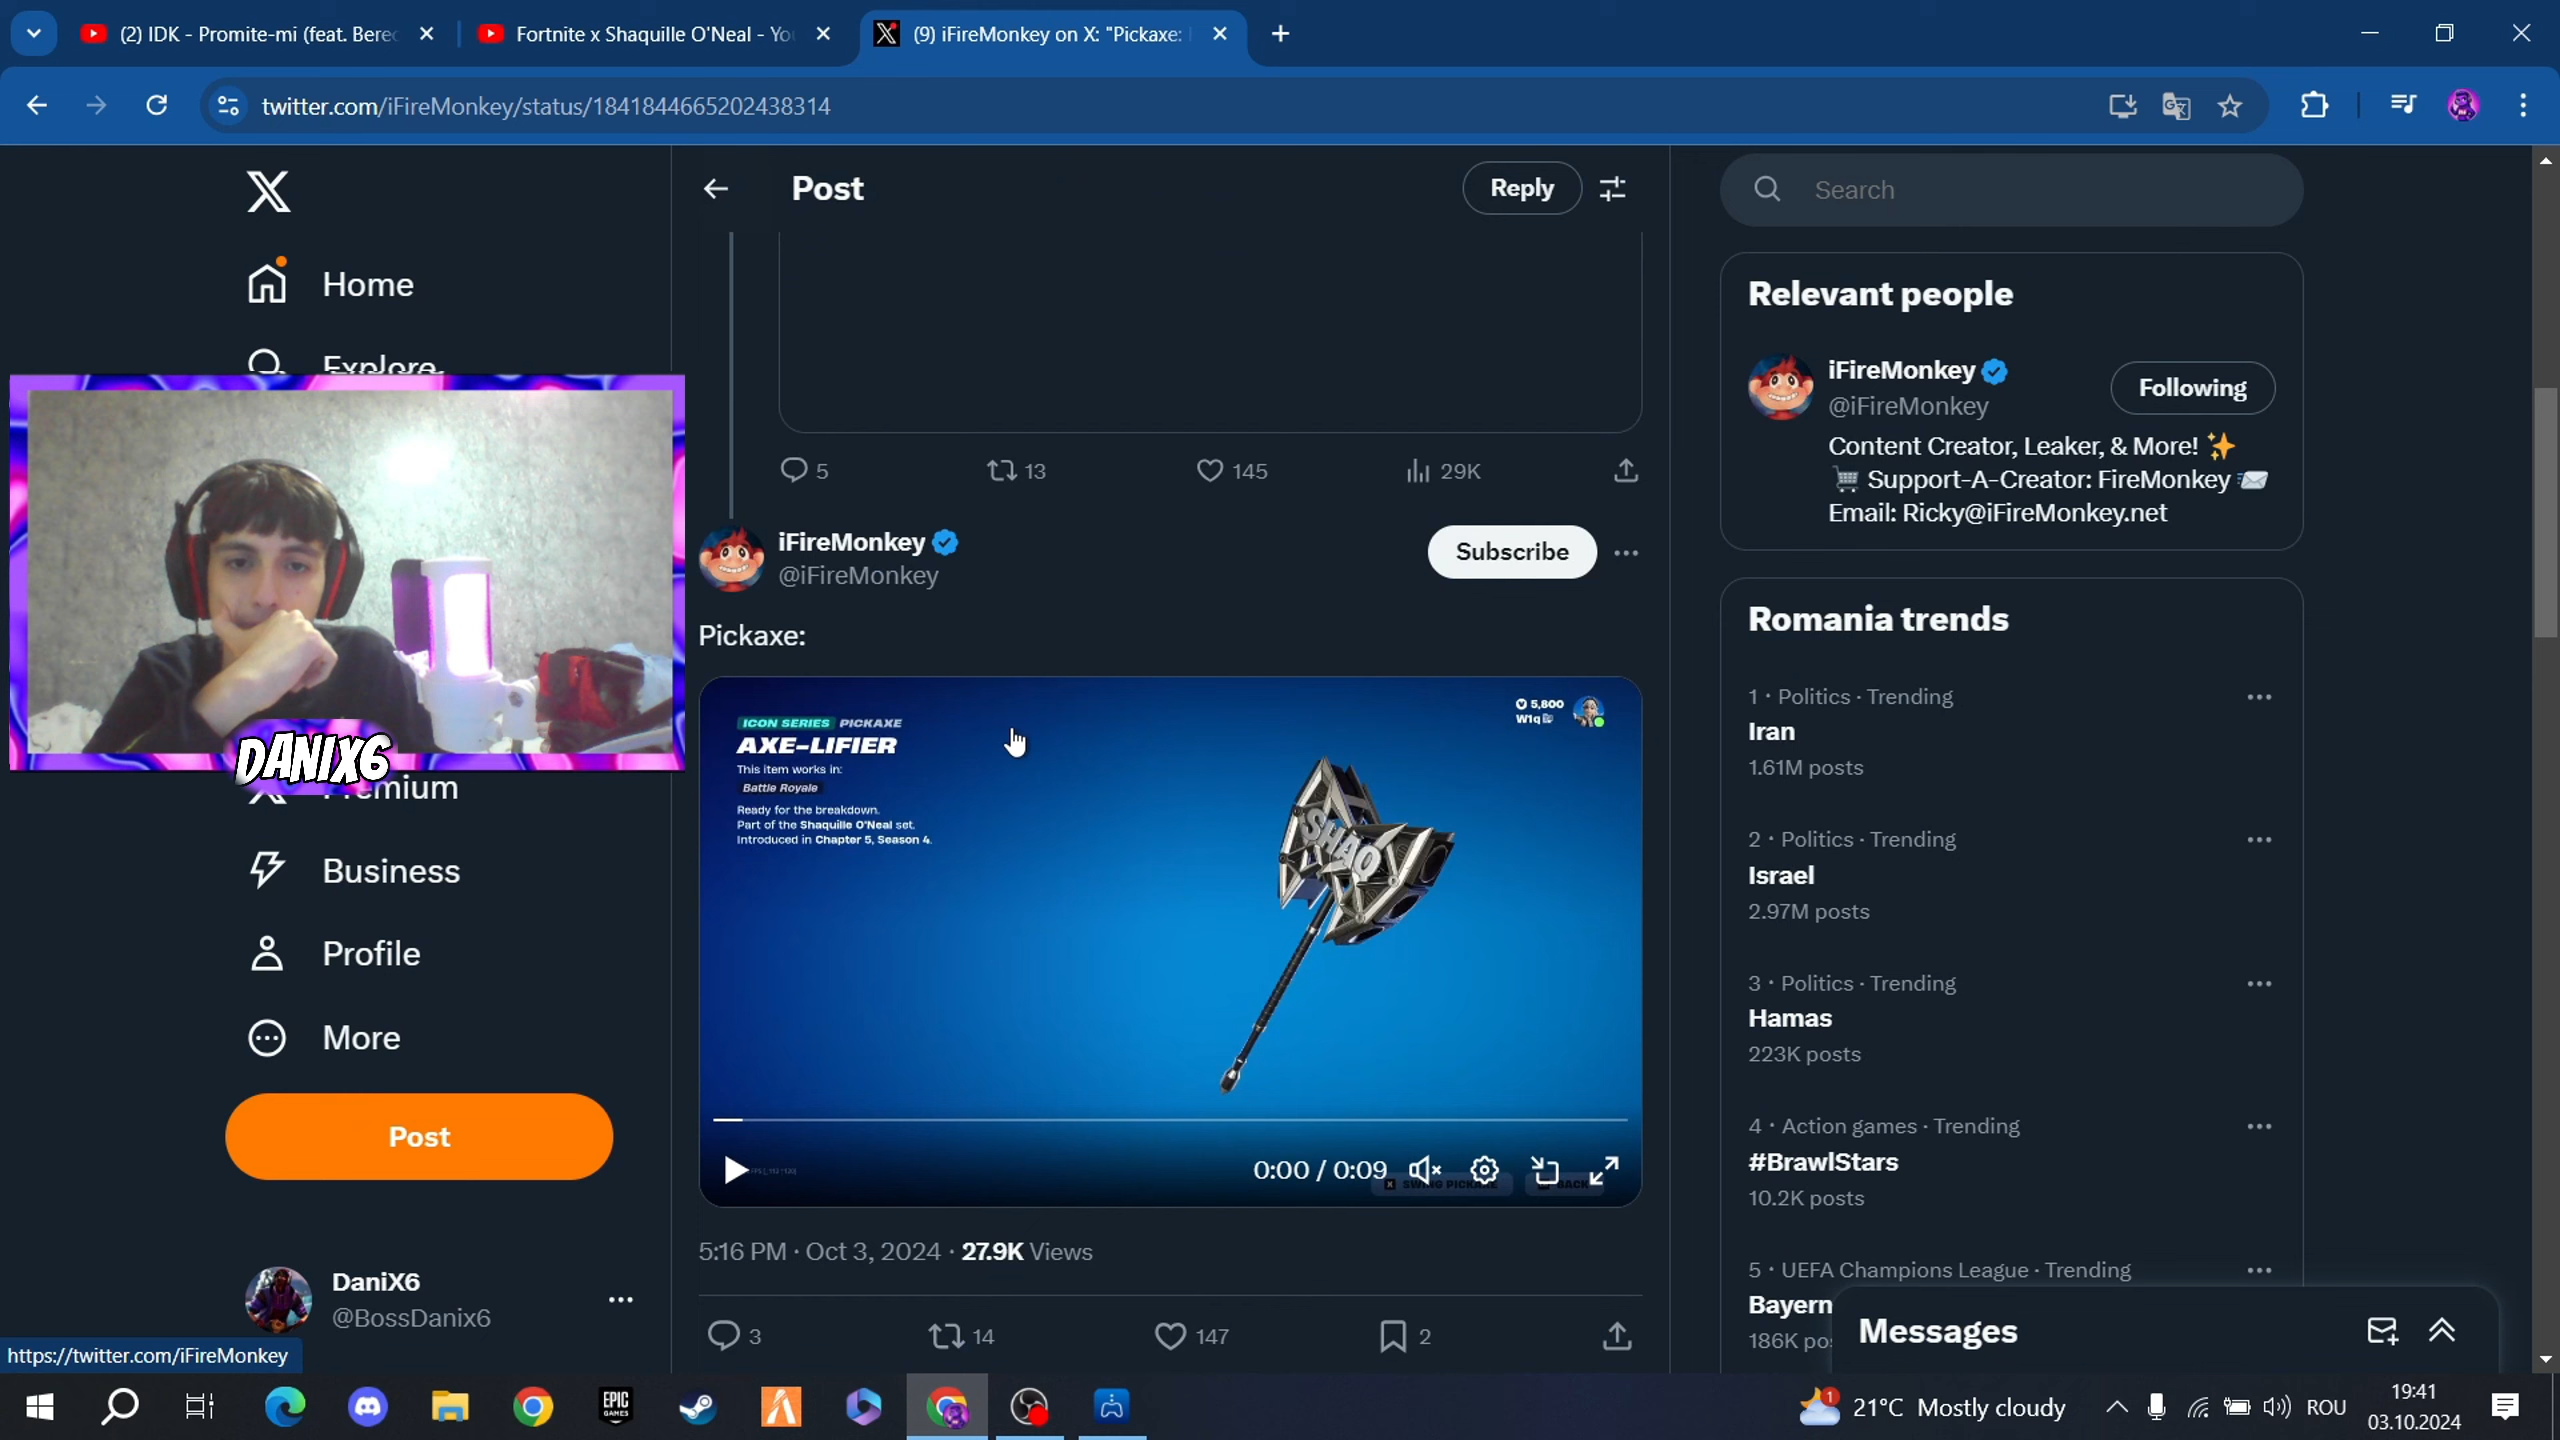 (2) IDK - Promite-mi (feat. Berec
Fortnite x Shaquille O'Neal - Yo
(9) iFireMonkey on X: "Pickaxe:
twitter.com/iFireMonkey/status/1841844665202438314
Home
Explore
Premium
Business
Profile
More
Post
DaniX6
@BossDanix6
https://twitter.com/iFireMonkey
DANIX6
Post
Reply
5
13
145
29K
iFireMonkey
@iFireMonkey
Subscribe
Pickaxe:
ICON SERIES PICKAXE
AXE-LIFIER
This item works in:
Battle Royale
Ready for the breakdown.
Part of the Shaquille O'Neal set.
Introduced in Chapter 5, Season 4.
5,800
W1q
SHAQ
0:00 / 0:09
SWING PICKAXE
BACK
5:16 PM · Oct 3, 2024 · 27.9K Views
3
14
147
2
Search
Relevant people
iFireMonkey
@iFireMonkey
Following
Content Creator, Leaker, & More! ✨
🛒 Support-A-Creator: FireMonkey 📨
Email: Ricky@iFireMonkey.net
Romania trends
1 · Politics · Trending
Iran
1.61M posts
2 · Politics · Trending
Israel
2.97M posts
3 · Politics · Trending
Hamas
223K posts
4 · Action games · Trending
#BrawlStars
10.2K posts
5 · UEFA Champions League · Trending
Bayern
186K po
Messages
EPIC GAMES
1
21°C Mostly cloudy
ROU
19:41
03.10.2024